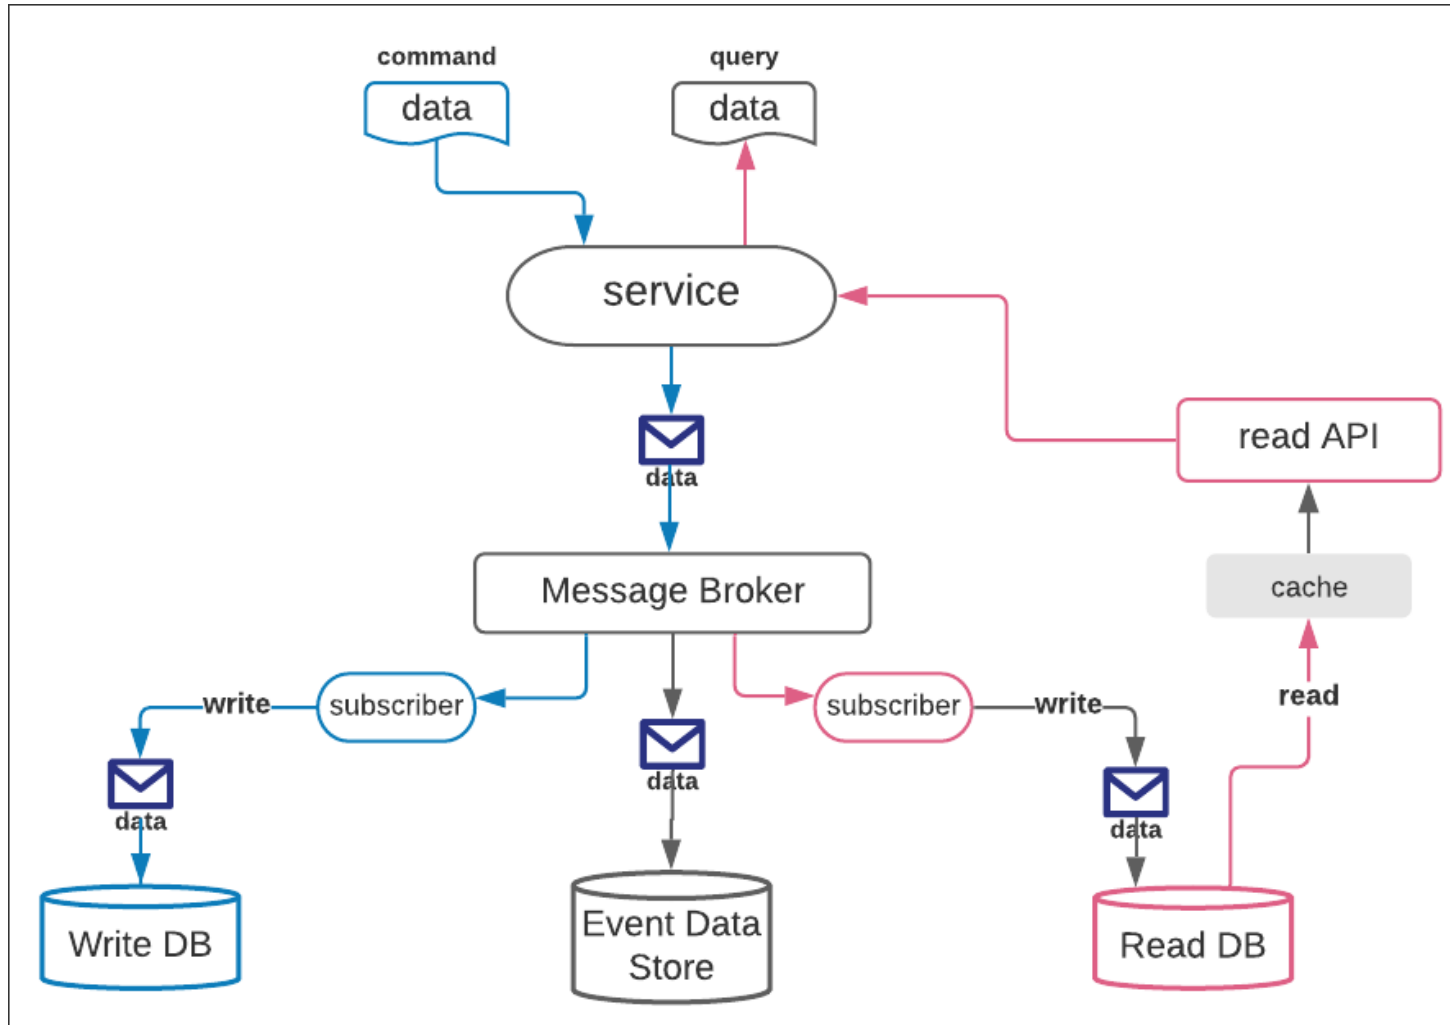 command
query
data
data
service
data
read API
Message Broker
cache
write
subscriber
subscriber
write
read
data
data
data
Write DB
Event Data
Store
Read DB